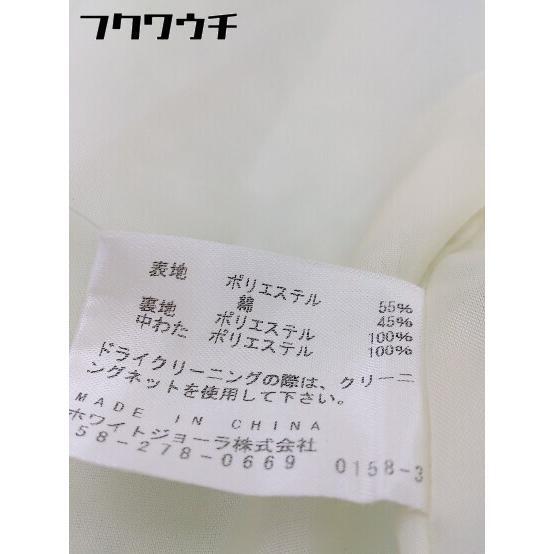 フクワウチ
表地 ポリエステル 55%
綿 45%
裏地 ポリエステル 100%
中わた ポリエステル 100%
ドライクリーニングの際は、クリーニ
ングネットを使用して下さい。
MADE IN CHINA
ホワイトジョーラ株式会社
58-278-0669 0158-3